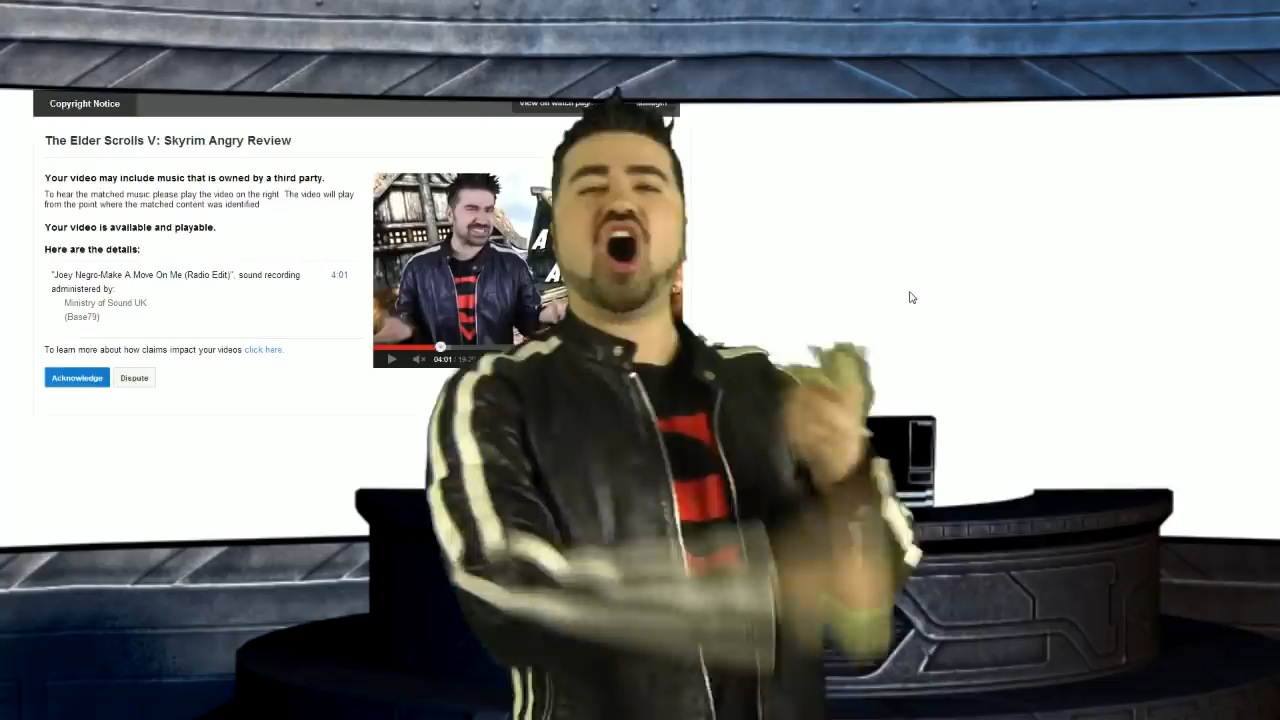 Copyright Notice
View on watch page
The Elder Scrolls V: Skyrim Angry Review
Your video may include music that is owned by a third party.
To hear the matched music please play the video on the right. The video will play
from the point where the matched content was identified
Your video is available and playable.
Here are the details:
"Joey Negro-Make A Move On Me (Radio Edit)", sound recording 4:01
administered by:
Ministry of Sound UK
(Base79)
To learn more about how claims impact your videos click here.
Acknowledge Dispute
A
A
04:01